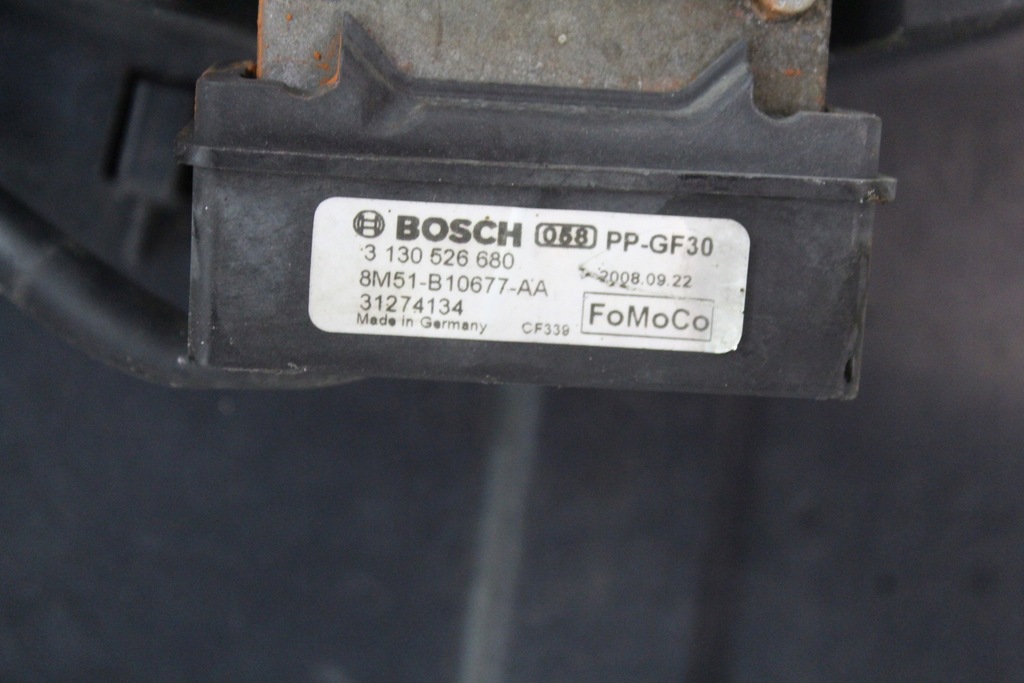 BOSCH 058 PP-GF30
3 130 526 680
8M51-B10677-AA 2008.09.22
31274134 FoMoCo
Made in Germany CF339